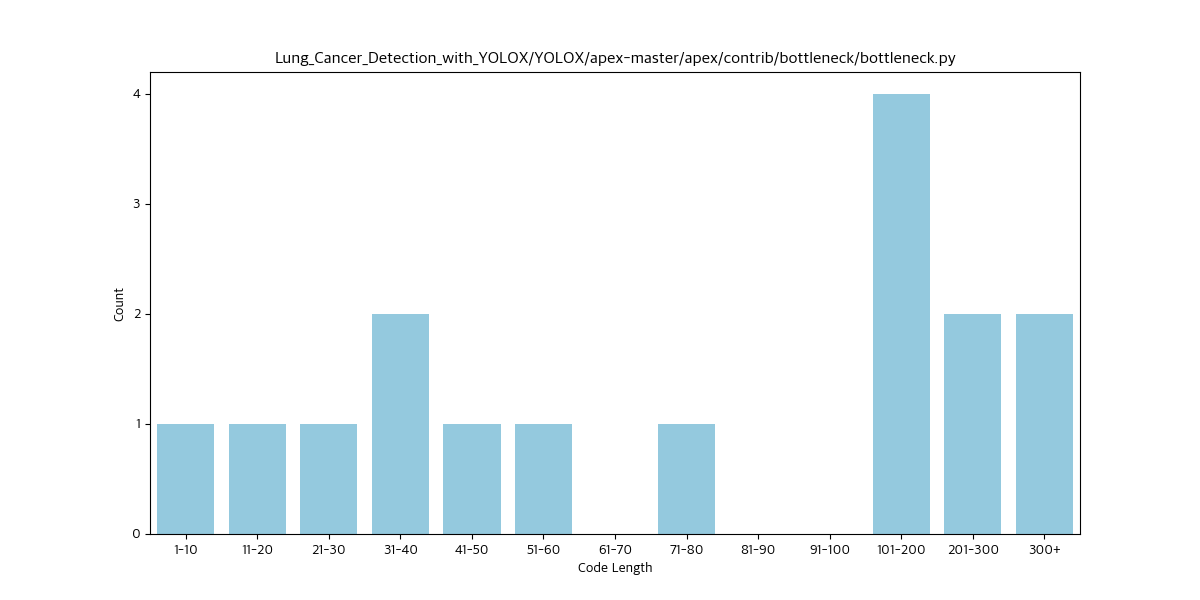 Lung_Cancer_Detection_with_YOLOX/YOLOX/apex-master/apex/contrib/bottleneck/bottleneck.py
4
3
2
1
0
Count
1-10 11-20 21-30 31-40 41-50 51-60 61-70 71-80 81-90 91-100 101-200 201-300 300+
Code Length